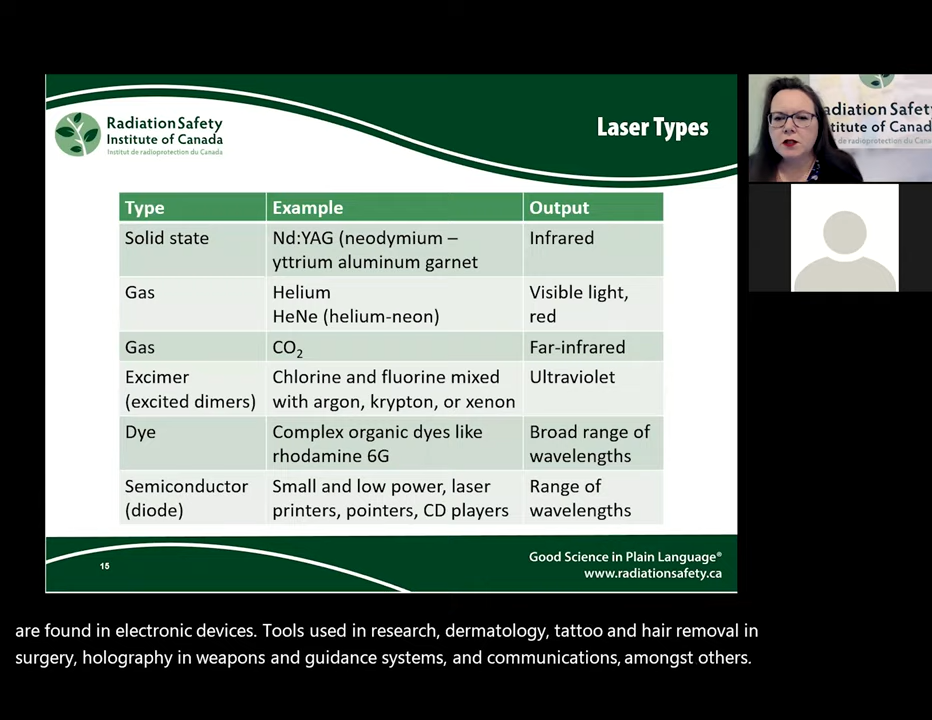 Radiation Safety
Institute of Canada
Institut de radioprotection du Canada
Laser Types
Type Example Output
Solid state Nd:YAG (neodymium – Infrared
yttrium aluminum garnet
Gas Helium Visible light,
HeNe (helium-neon) red
Gas CO₂ Far-infrared
Excimer Chlorine and fluorine mixed Ultraviolet
(excited dimers) with argon, krypton, or xenon
Dye Complex organic dyes like Broad range of
rhodamine 6G wavelengths
Semiconductor Small and low power, laser Range of
(diode) printers, pointers, CD players wavelengths
15
Good Science in Plain Language®
www.radiationsafety.ca
adiation Safety
titute of Canad
de radioprotection du
are found in electronic devices. Tools used in research, dermatology, tattoo and hair removal in
surgery, holography in weapons and guidance systems, and communications, amongst others.